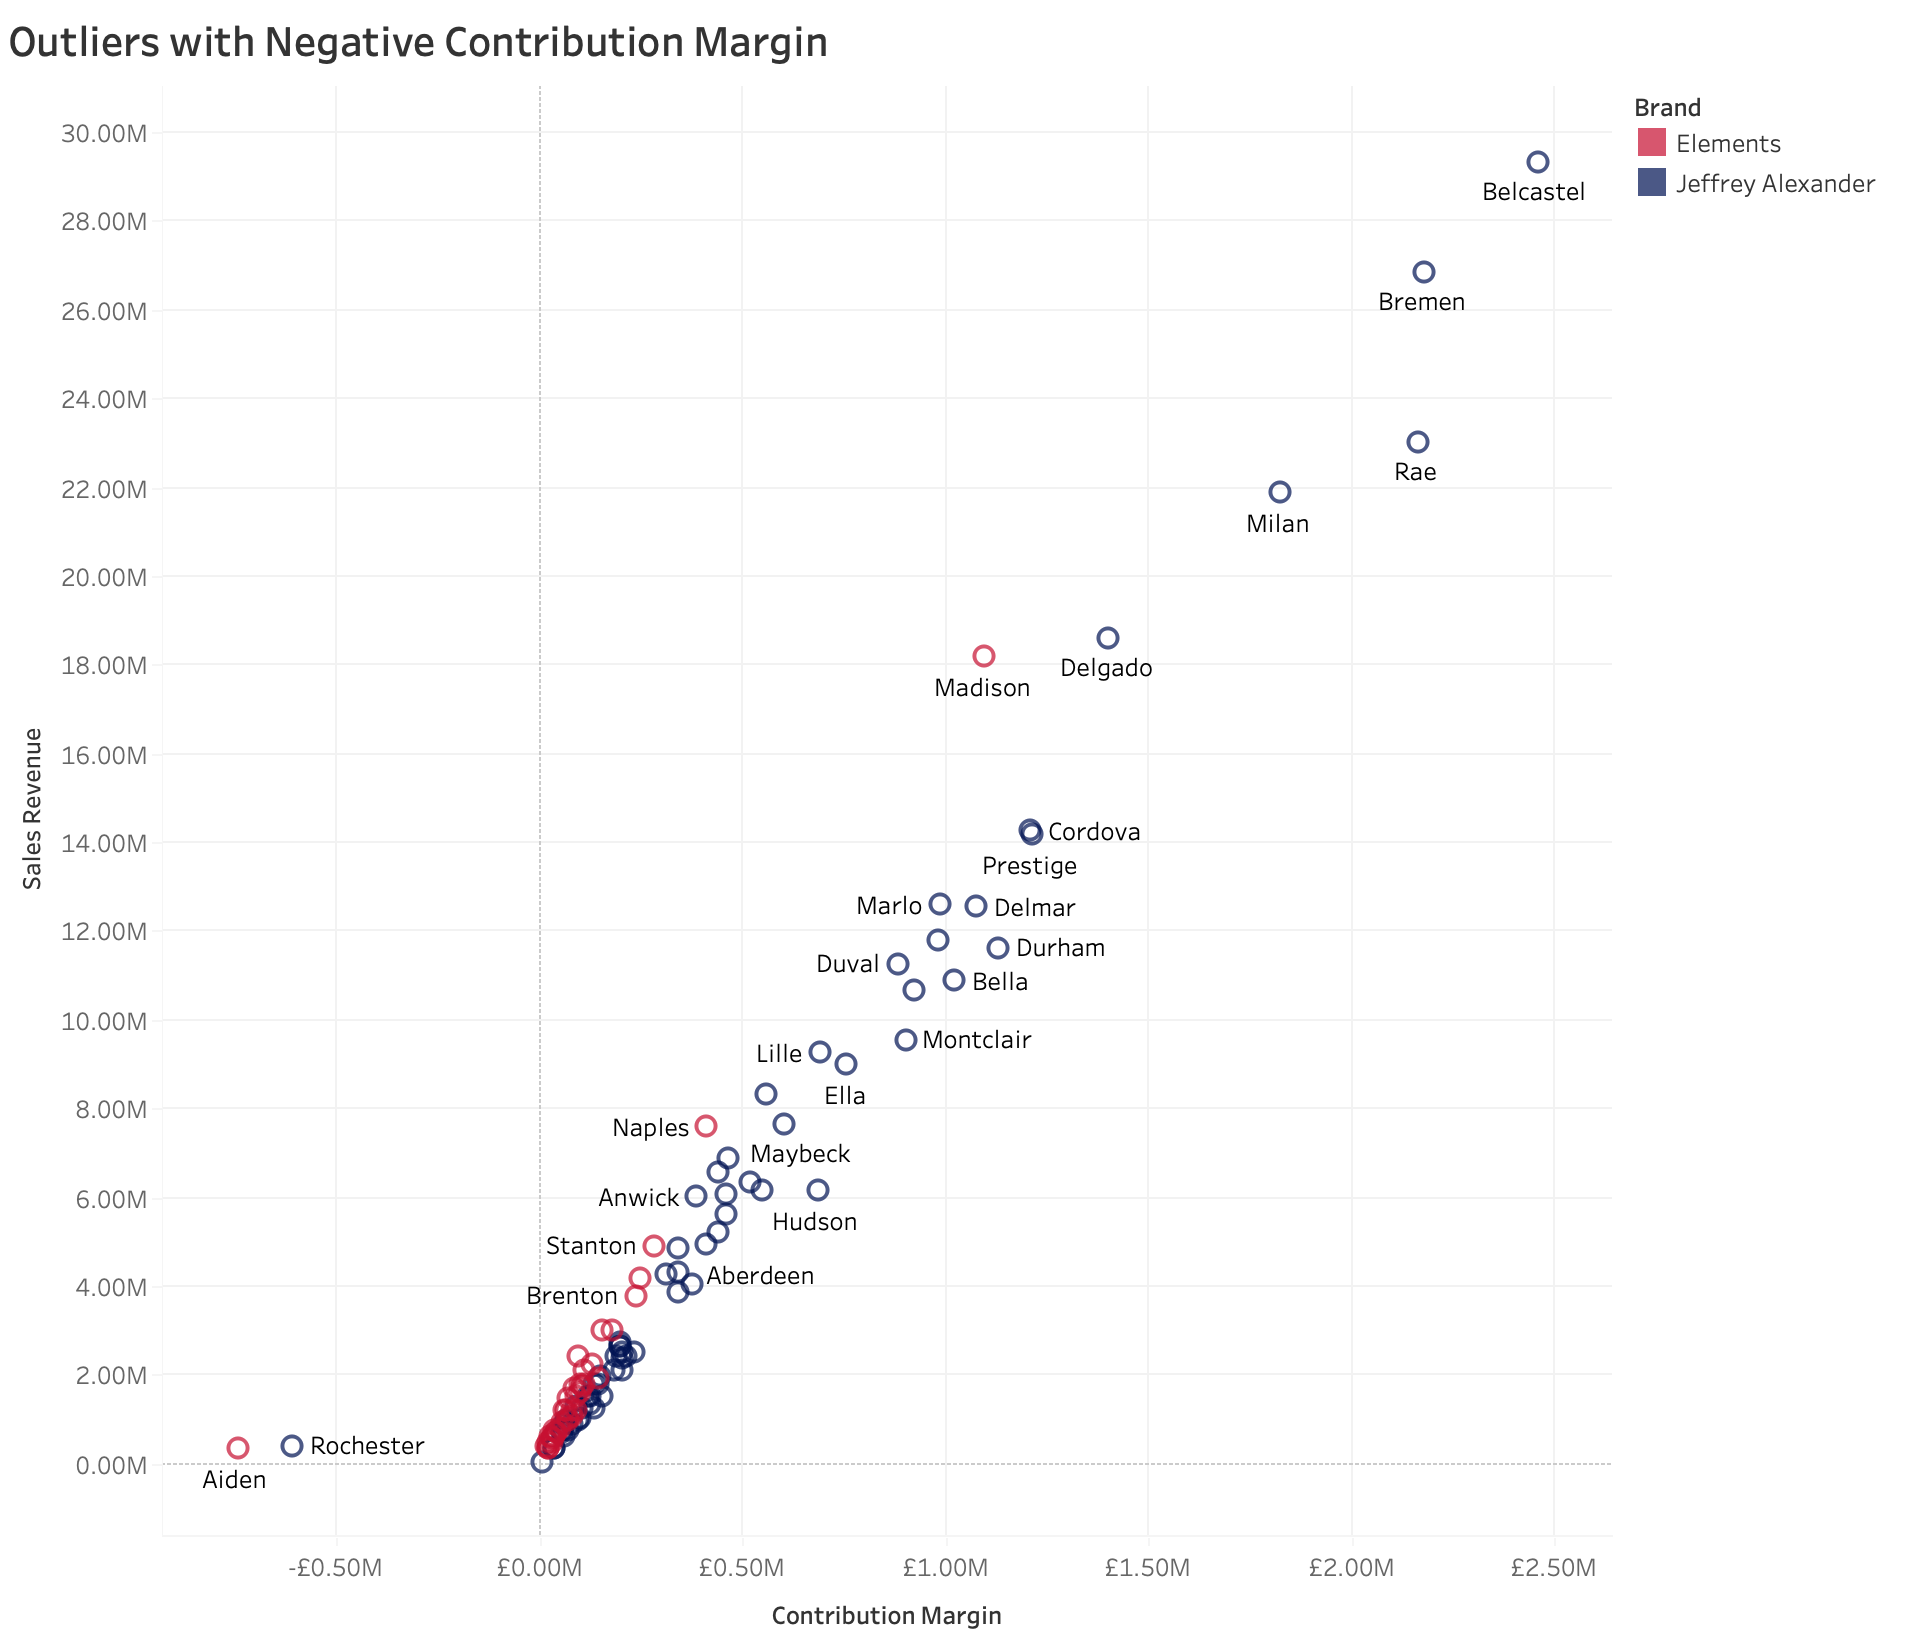 Outliers with Negative Contribution Margin
Brand
Elements
Jeffrey Alexander
Sales Revenue
30.00M
28.00M
26.00M
24.00M
22.00M
20.00M
18.00M
16.00M
14.00M
12.00M
10.00M
8.00M
6.00M
4.00M
2.00M
0.00M
Belcastel
Bremen
Rae
Milan
Delgado
Madison
Cordova
Prestige
Marlo
Delmar
Durham
Duval
Bella
Montclair
Lille
Ella
Naples
Maybeck
Anwick
Hudson
Stanton
Aberdeen
Brenton
Rochester
Aiden
-£0.50M
£0.00M
£0.50M
£1.00M
£1.50M
£2.00M
£2.50M
Contribution Margin